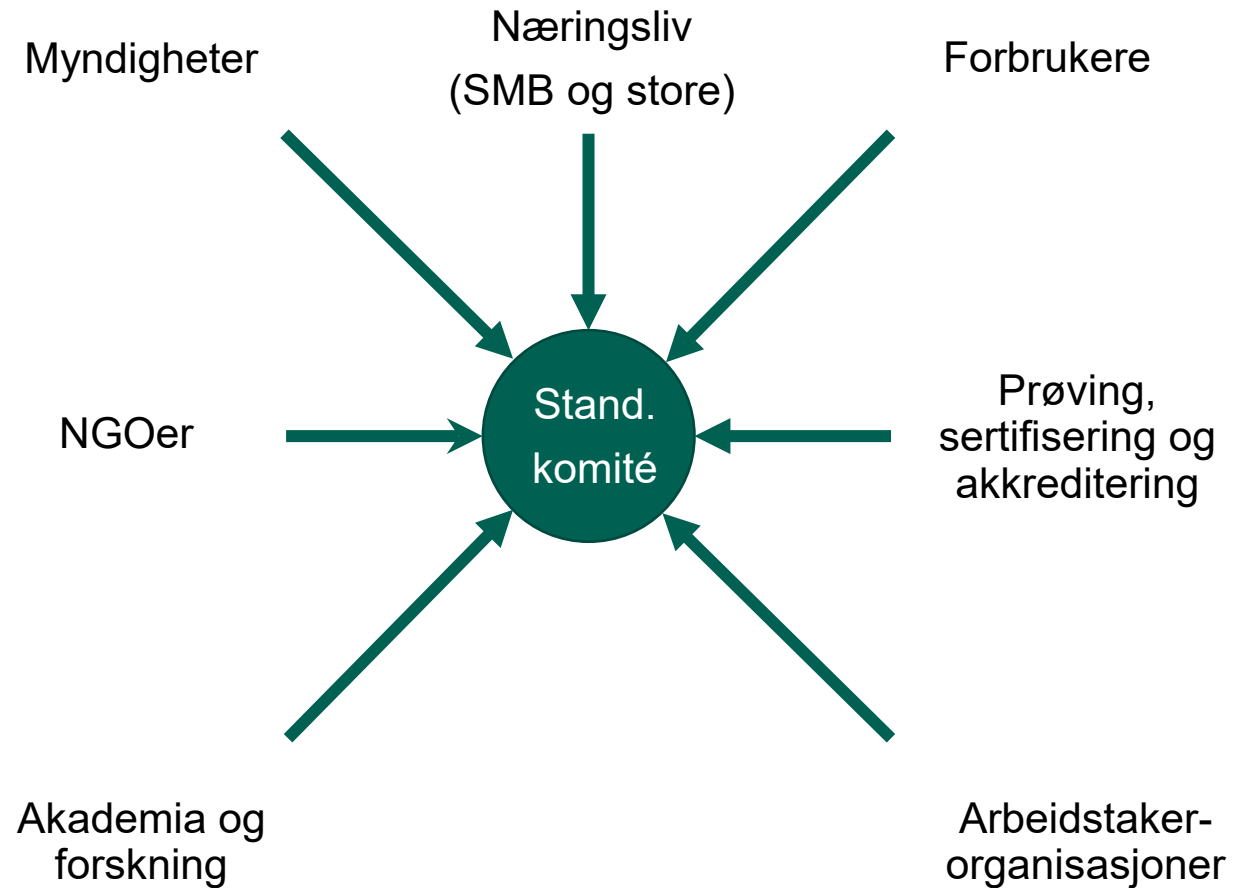 Myndigheter
Næringsliv
(SMB og store)
Forbrukere
NGOer
Stand.
komité
Prøving,
sertifisering og
akkreditering
Akademia og
forskning
Arbeidstaker-
organisasjoner